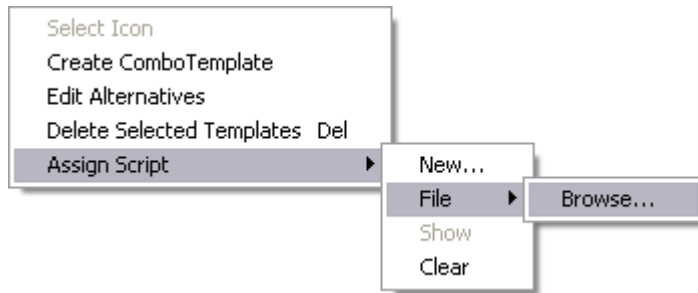 Select Icon
Create ComboTemplate
Edit Alternatives
Delete Selected Templates Del
Assign Script
New...
File
Browse...
Show
Clear